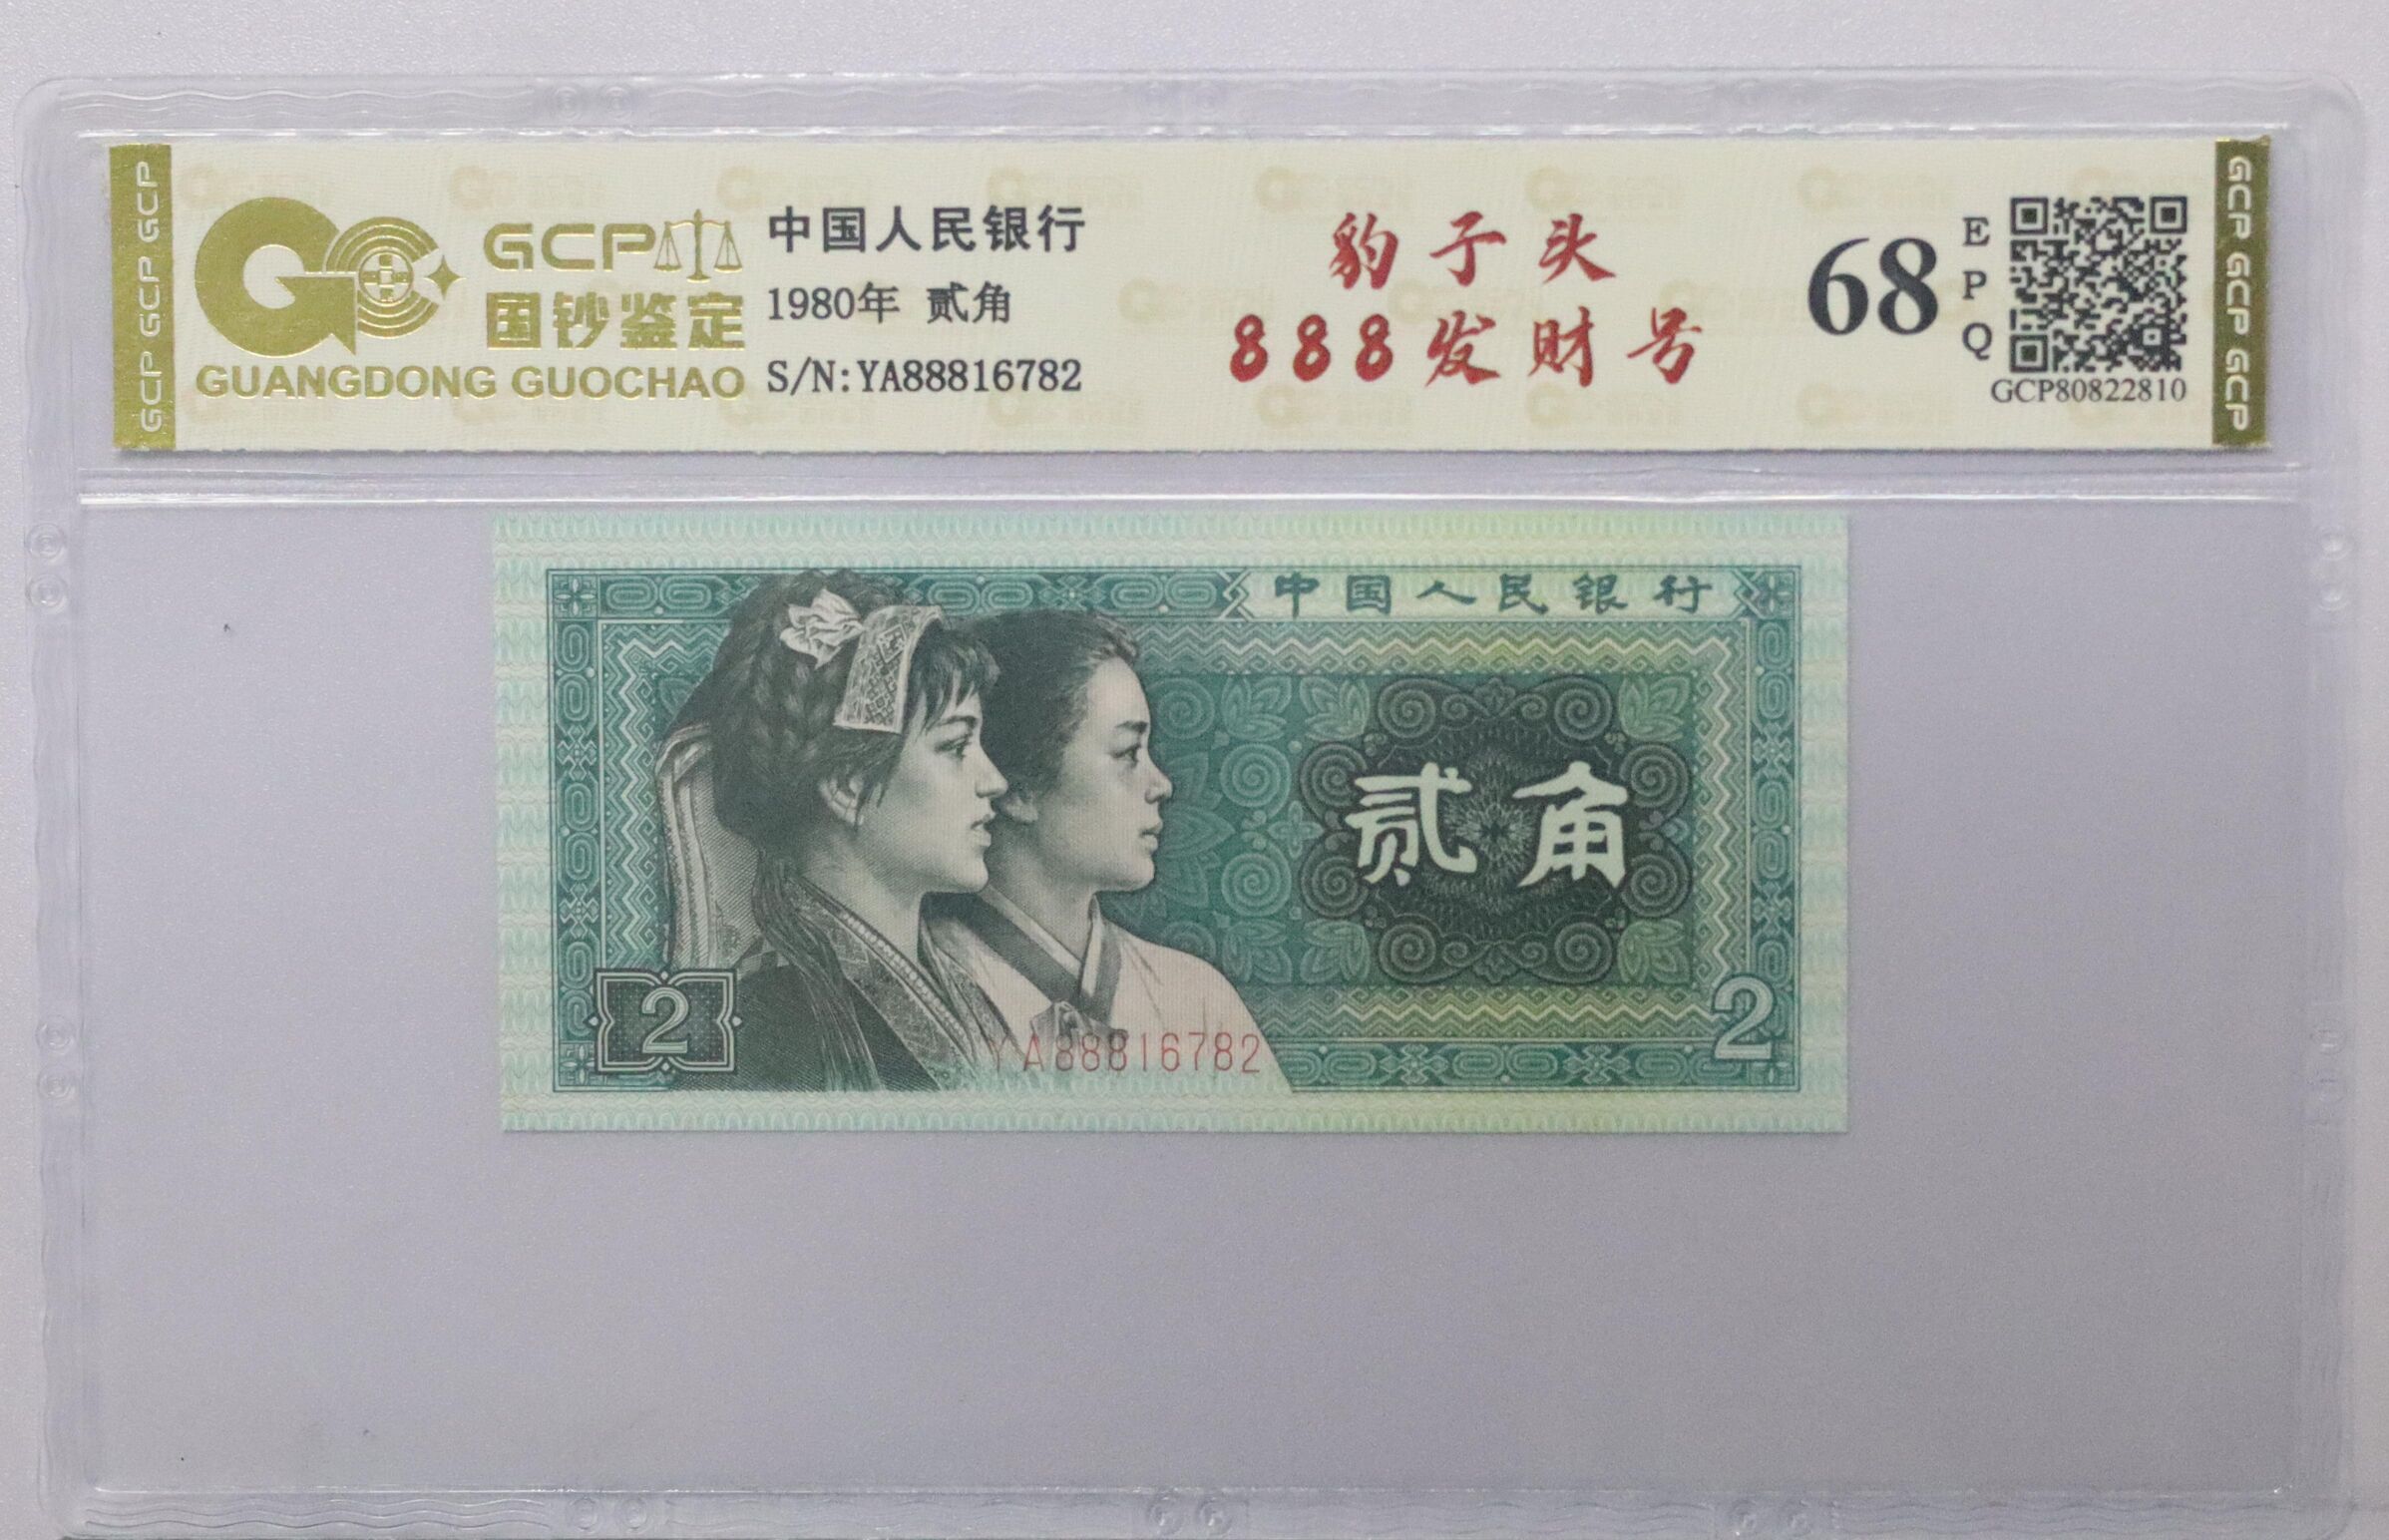 GCP GCP GCP
GCP
国钞鉴定
GUANGDONG GUOCHAO
中国人民银行
1980年 贰角
S/N:YA88816782
豹子头
888发财号
68
EPQ
GCP80822810
GCP GCP GCP
中国人民银行
贰角
2
YA88816782
2